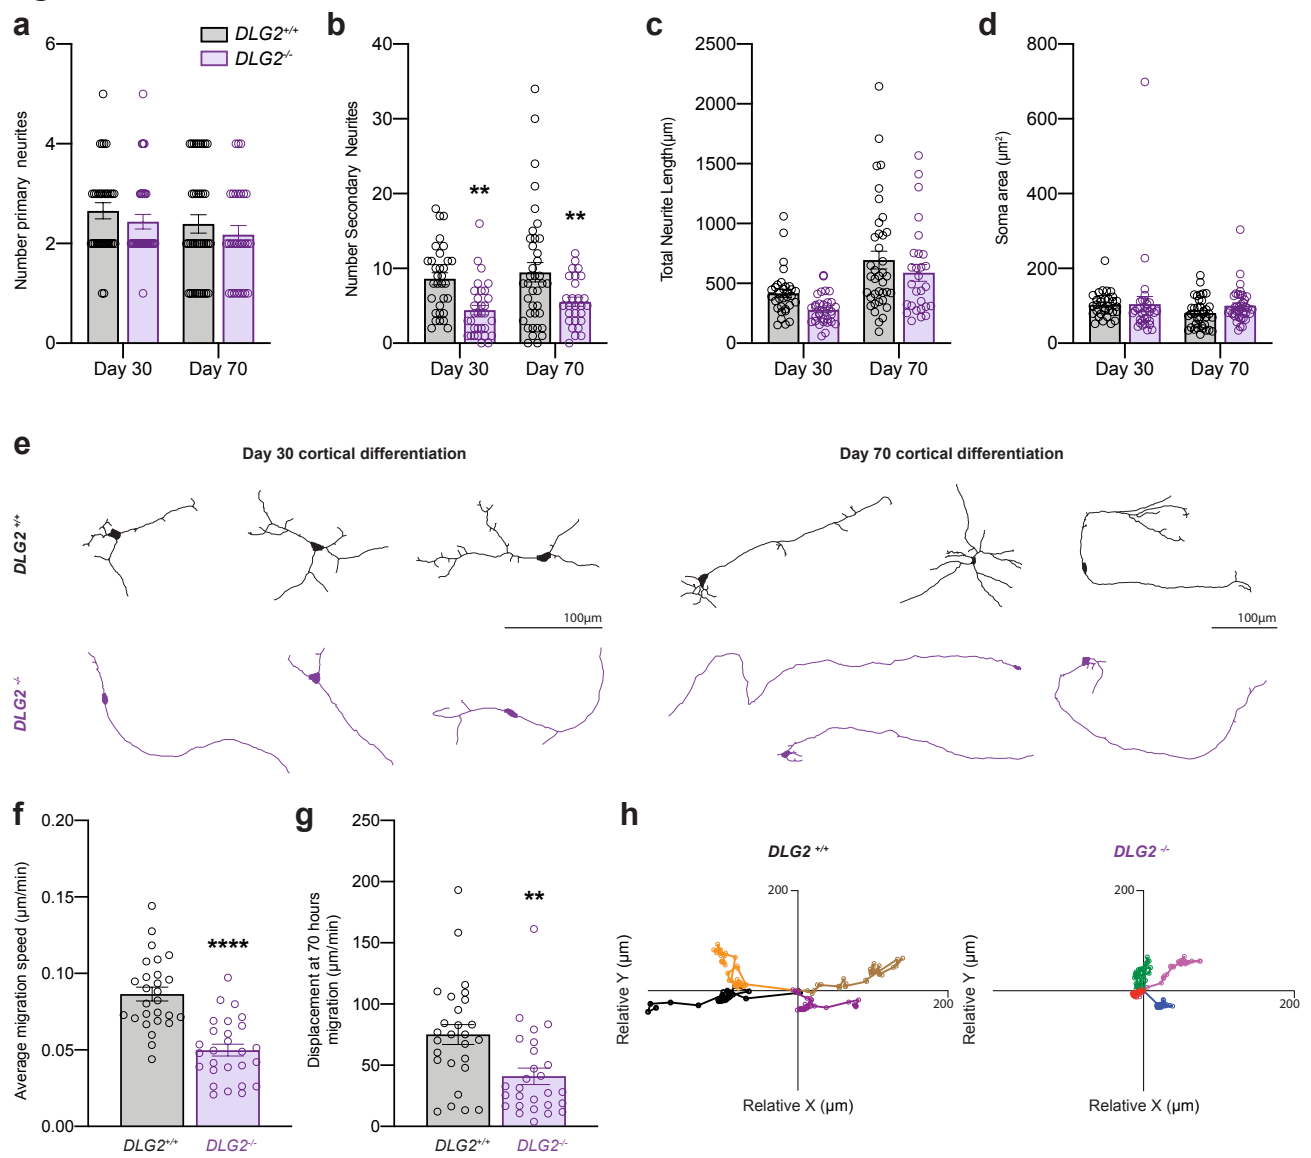 a
DLG2+/+
DLG2-/-
Number primary neurites
6
4
2
0
Day 30
Day 70
b
Number Secondary Neurites
40
30
20
10
0
**
**
Day 30
Day 70
c
Total Neurite Length(µm)
2500
2000
1500
1000
500
0
Day 30
Day 70
d
Soma area (µm2)
800
600
400
200
0
Day 30
Day 70
e
Day 30 cortical differentiation
Day 70 cortical differentiation
DLG2 +/+
100µm
100µm
DLG2 -/-
f
Average migration speed (µm/min)
0.20
0.15
0.10
0.05
0.00
****
DLG2+/+
DLG2-/-
g
Displacement at 70 hours
migration (µm/min)
250
200
150
100
50
0
**
DLG2+/+
DLG2-/-
h
DLG2 +/+
200
Relative Y (µm)
200
Relative X (µm)
DLG2 -/-
200
Relative Y (µm)
200
Relative X (µm)